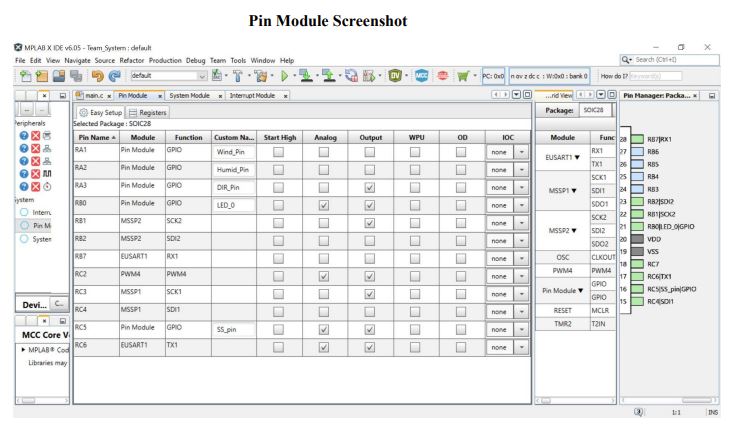 Pin Module Screenshot
MPLAB X IDE v6.05 - Team_System : default
File Edit View Navigate Source Refactor Production Debug Team Tools Window Help
Search (Ctrl+I)
default
PC: 0x0 n ov z dc c : W:0x0 : bank 0 How do I? Keyword(s)
main.c x Pin Module x System Module x Interrupt Module x
...rid View
Pin Manager: Packa... x
Easy Setup Registers
Selected Package : SOIC28
Pin Name Module Function Custom Na... Start High Analog Output WPU OD IOC
RA1 Pin Module GPIO Wind_Pin none
RA2 Pin Module GPIO Humid_Pin none
RA3 Pin Module GPIO DIR_Pin none
RB0 Pin Module GPIO LED_0 none
RB1 MSSP2 SCK2 none
RB2 MSSP2 SDI2 none
RB7 EUSART1 RX1 none
RC2 PWM4 PWM4 none
RC3 MSSP1 SCK1 none
RC4 MSSP1 SDI1 none
RC5 Pin Module GPIO SS_pin none
RC6 EUSART1 TX1 none
Peripherals
System
Pin M
System
Devi... C...
MCC Core V
MPLAB® Cod
Libraries may
Package: SOIC28
Module Func
EUSART1 RX1
TX1
MSSP1 SCK1
SDI1
SDO1
MSSP2 SCK2
SDI2
SDO2
OSC CLKOUT
PWM4 PWM4
Pin Module GPIO
GPIO
RESET MCLR
TMR2 T2IN
28 RB7|RX1
27 RB6
26 RB5
25 RB4
24 RB3
23 RB2|SDI2
22 RB1|SCK2
21 RB0|LED_0|GPIO
20 VDD
19 VSS
18 RC7
17 RC6|TX1
16 RC5|SS_pin|GPIO
15 RC4|SDI1
1:1 INS